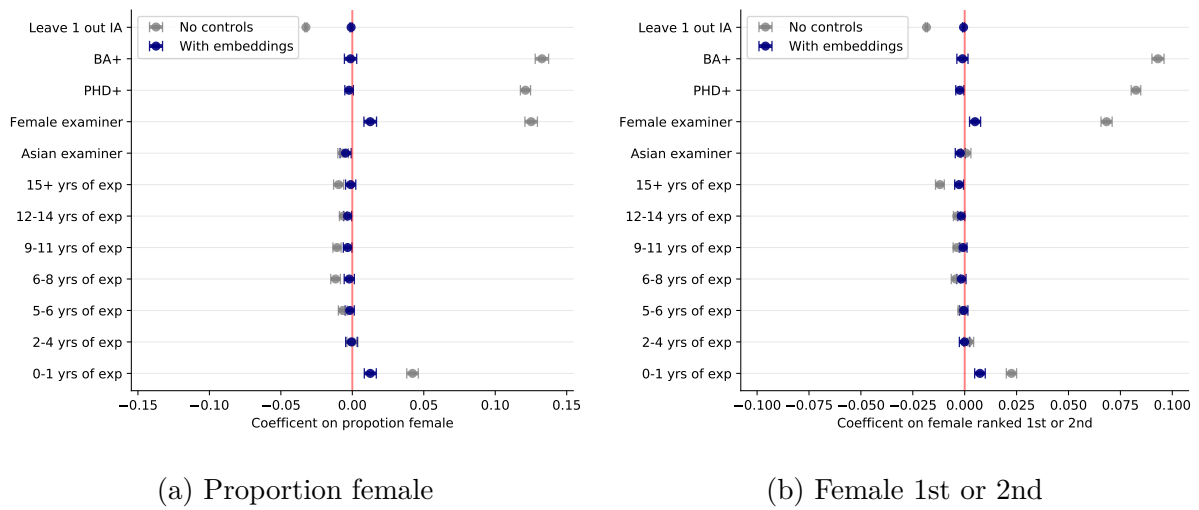 Leave 1 out IA
BA+
PHD+
Female examiner
Asian examiner
15+ yrs of exp
12-14 yrs of exp
9-11 yrs of exp
6-8 yrs of exp
5-6 yrs of exp
2-4 yrs of exp
0-1 yrs of exp
No controls
With embeddings
−0.15 −0.10 −0.05 0.00 0.05 0.10 0.15
Coefficent on propotion female
(a) Proportion female
Leave 1 out IA
BA+
PHD+
Female examiner
Asian examiner
15+ yrs of exp
12-14 yrs of exp
9-11 yrs of exp
6-8 yrs of exp
5-6 yrs of exp
2-4 yrs of exp
0-1 yrs of exp
No controls
With embeddings
−0.100 −0.075 −0.050 −0.025 0.000 0.025 0.050 0.075 0.100
Coefficent on female ranked 1st or 2nd
(b) Female 1st or 2nd